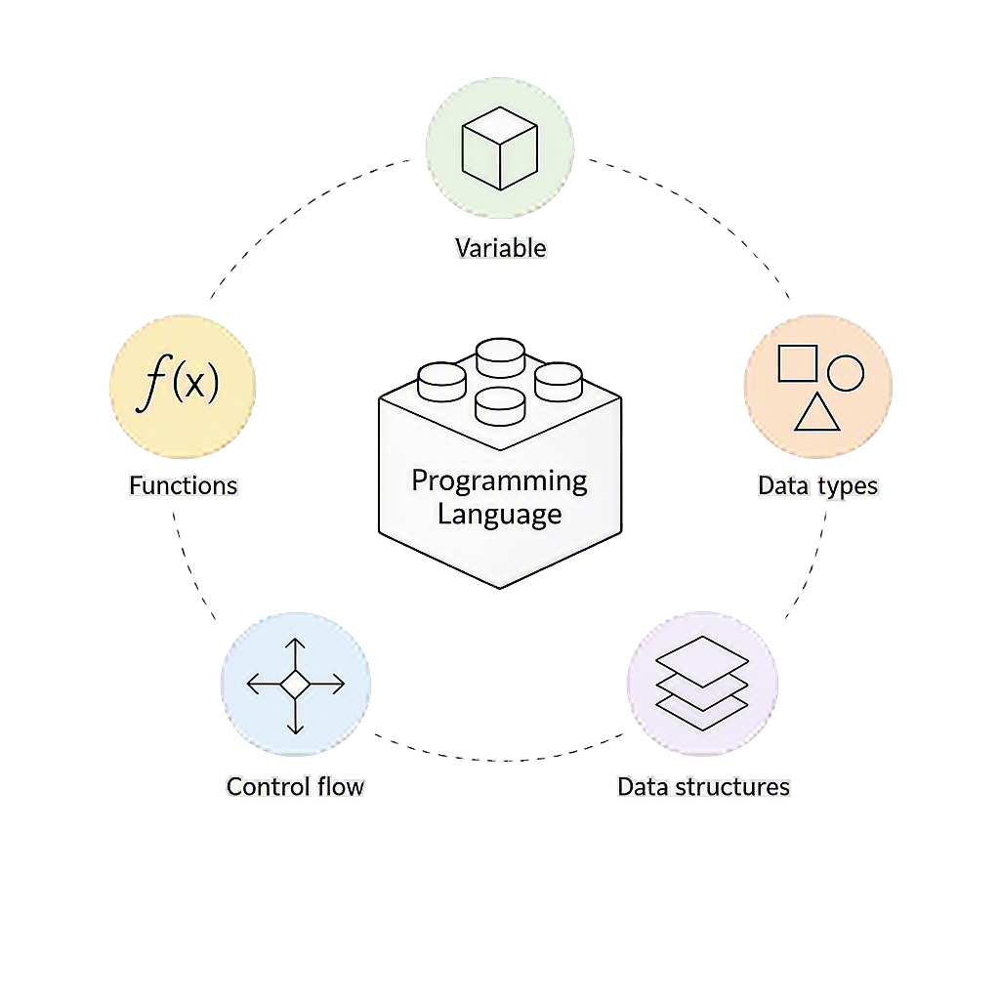 Variable
f(x)
Functions
Data types
Programming
Language
Control flow
Data structures